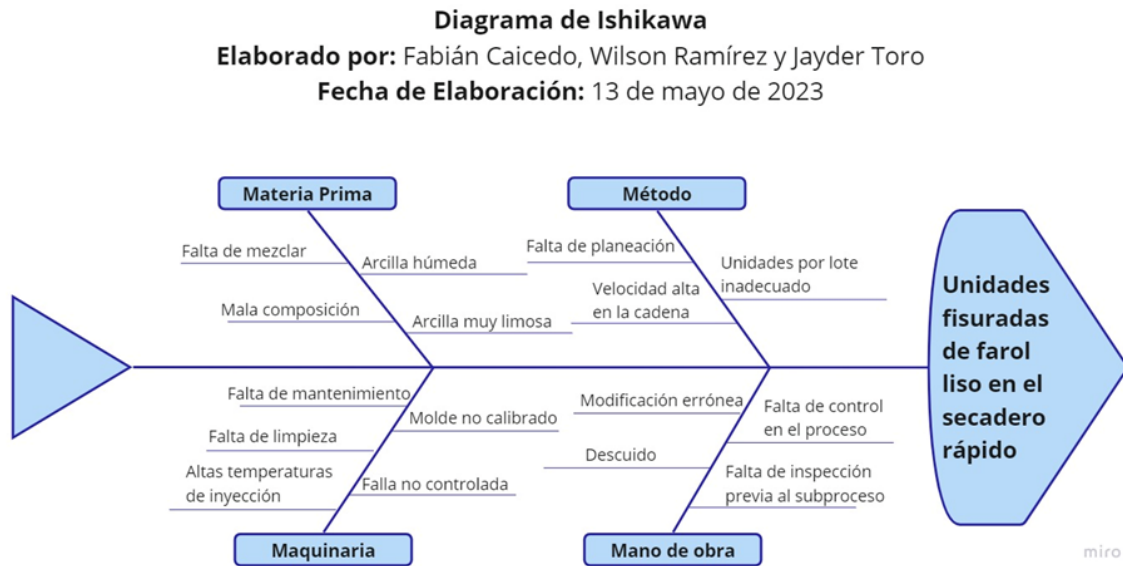 Diagrama de Ishikawa
Elaborado por: Fabián Caicedo, Wilson Ramírez y Jayder Toro
Fecha de Elaboración: 13 de mayo de 2023
Materia Prima
Método
Falta de mezclar
Arcilla húmeda
Mala composición
Arcilla muy limosa
Falta de planeación
Unidades por lote
inadecuado
Velocidad alta
en la cadena
Unidades
fisuradas
de farol
liso en el
secadero
rápido
Falta de mantenimiento
Molde no calibrado
Falta de limpieza
Altas temperaturas
de inyección
Falla no controlada
Modificación errónea
Falta de control
en el proceso
Descuido
Falta de inspección
previa al subproceso
Maquinaria
Mano de obra
miro